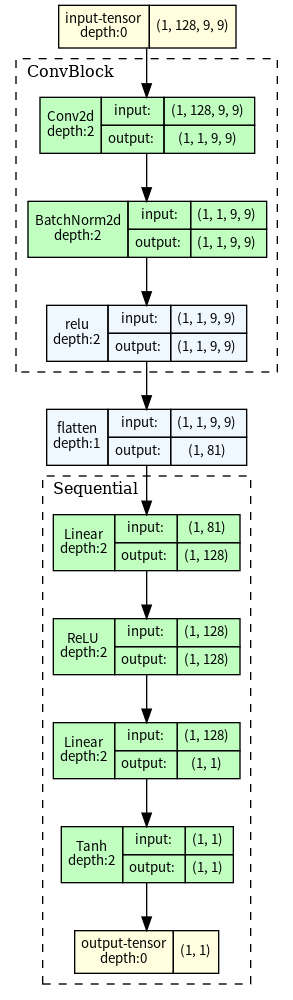 input-tensor
depth:0
(1, 128, 9, 9)
ConvBlock
Conv2d
depth:2
input:
(1, 128, 9, 9)
output:
(1, 1, 9, 9)
BatchNorm2d
depth:2
input:
(1, 1, 9, 9)
output:
(1, 1, 9, 9)
relu
depth:2
input:
(1, 1, 9, 9)
output:
(1, 1, 9, 9)
flatten
depth:1
input:
(1, 1, 9, 9)
output:
(1, 81)
Sequential
Linear
depth:2
input:
(1, 81)
output:
(1, 128)
ReLU
depth:2
input:
(1, 128)
output:
(1, 128)
Linear
depth:2
input:
(1, 128)
output:
(1, 1)
Tanh
depth:2
input:
(1, 1)
output:
(1, 1)
output-tensor
depth:0
(1, 1)